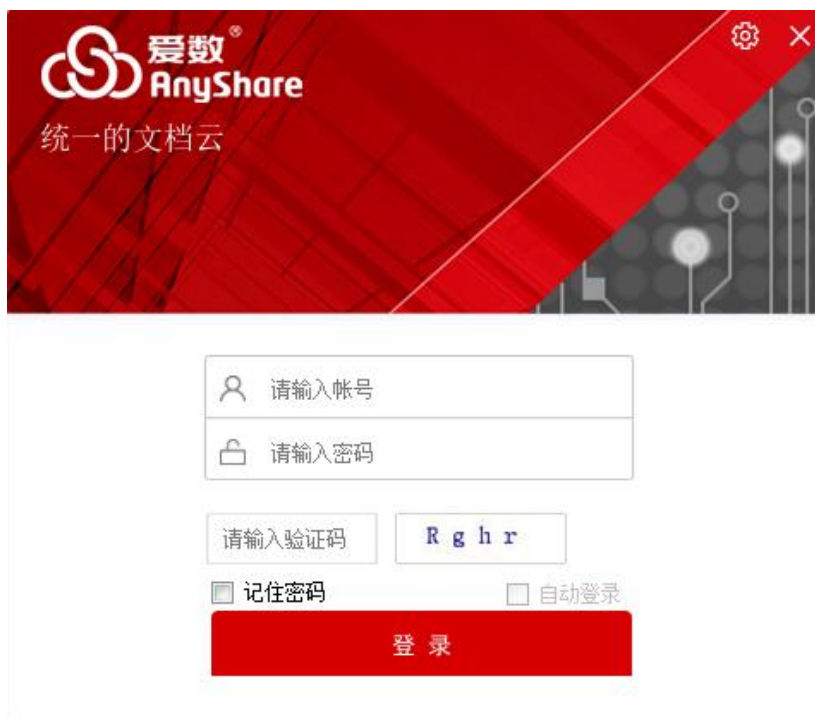 爱数®
AnyShare
统一的文档云
请输入帐号
请输入密码
请输入验证码 Rghr
记住密码 自动登录
登 录